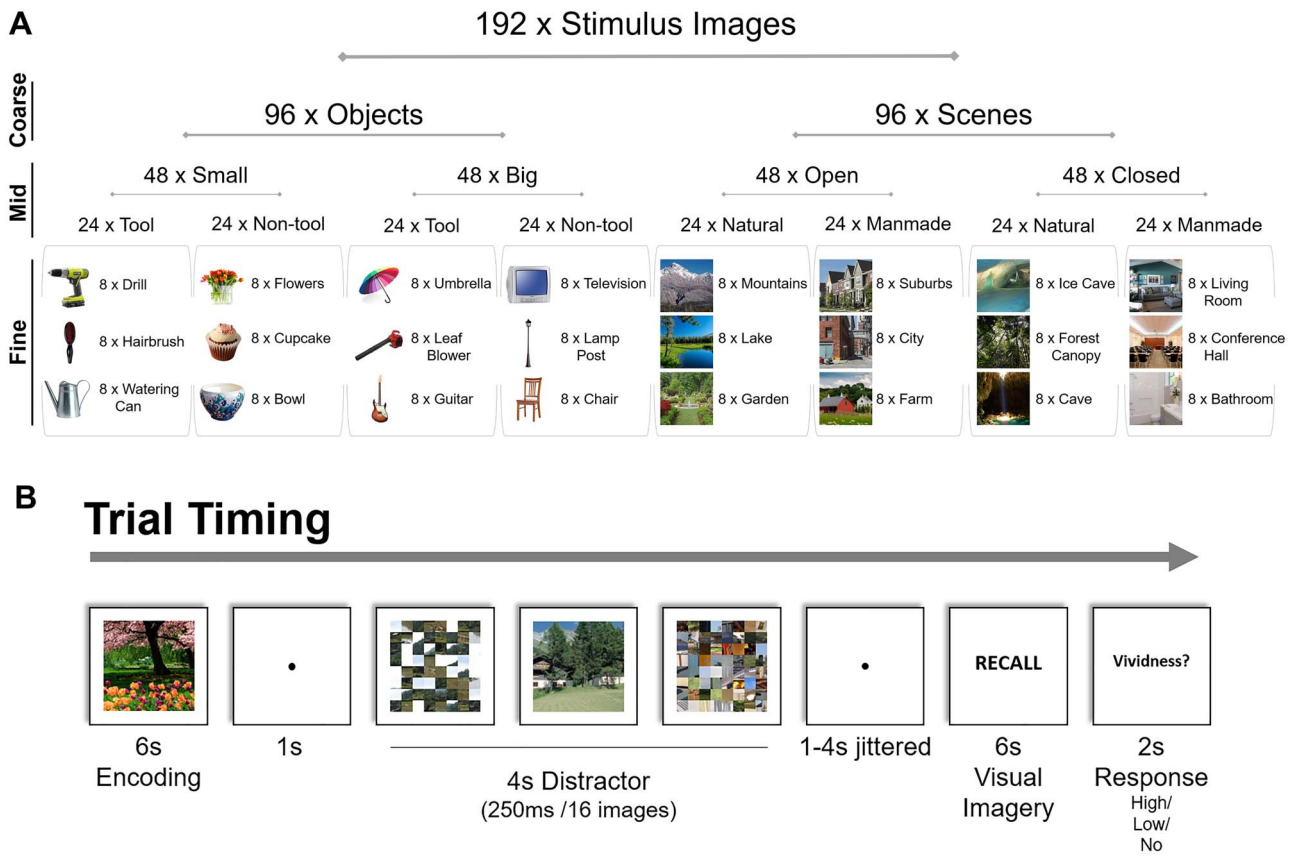 A
192 x Stimulus Images
Coarse
96 x Objects
96 x Scenes
Mid
48 x Small
48 x Big
48 x Open
48 x Closed
24 x Tool
24 x Non-tool
24 x Tool
24 x Non-tool
24 x Natural
24 x Manmade
24 x Natural
24 x Manmade
Fine
8 x Drill
8 x Hairbrush
8 x Watering
Can
8 x Flowers
8 x Cupcake
8 x Bowl
8 x Umbrella
8 x Leaf
Blower
8 x Guitar
8 x Television
8 x Lamp
Post
8 x Chair
8 x Mountains
8 x Lake
8 x Garden
8 x Suburbs
8 x City
8 x Farm
8 x Ice Cave
8 x Forest
Canopy
8 x Cave
8 x Living
Room
8 x Conference
Hall
8 x Bathroom
B
Trial Timing
RECALL
Vividness?
6s
Encoding
1s
4s Distractor
(250ms /16 images)
1-4s jittered
6s
Visual
Imagery
2s
Response
High/
Low/
No